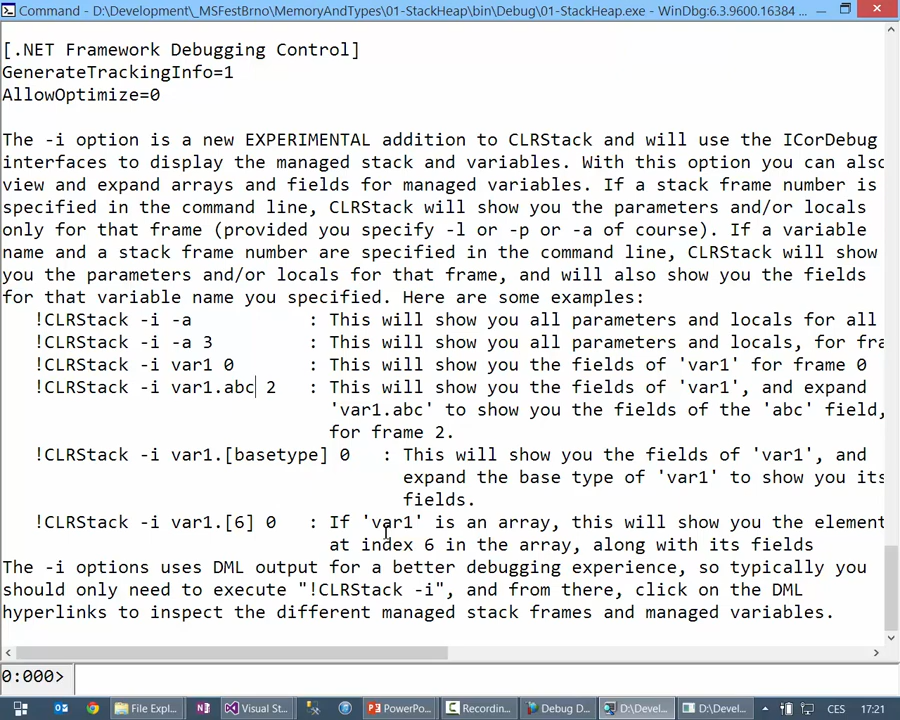 Command - D:\Development\_MSFestBrno\MemoryAndTypes\01-StackHeap\bin\Debug\01-StackHeap.exe - WinDbg:6.3.9600.16384 ...
[.NET Framework Debugging Control]
GenerateTrackingInfo=1
AllowOptimize=0
The -i option is a new EXPERIMENTAL addition to CLRStack and will use the ICorDebug
interfaces to display the managed stack and variables. With this option you can also
view and expand arrays and fields for managed variables. If a stack frame number is
specified in the command line, CLRStack will show you the parameters and/or locals
only for that frame (provided you specify -l or -p or -a of course). If a variable
name and a stack frame number are specified in the command line, CLRStack will show
you the parameters and/or locals for that frame, and will also show you the fields
for that variable name you specified. Here are some examples:
!CLRStack -i -a : This will show you all parameters and locals for all
!CLRStack -i -a 3 : This will show you all parameters and locals, for fra
!CLRStack -i var1 0 : This will show you the fields of 'var1' for frame 0
!CLRStack -i var1.abc 2 : This will show you the fields of 'var1', and expand
'var1.abc' to show you the fields of the 'abc' field,
for frame 2.
!CLRStack -i var1.[basetype] 0 : This will show you the fields of 'var1', and
expand the base type of 'var1' to show you its
fields.
!CLRStack -i var1.[6] 0 : If 'var1' is an array, this will show you the element
at index 6 in the array, along with its fields
The -i options uses DML output for a better debugging experience, so typically you
should only need to execute "!CLRStack -i", and from there, click on the DML
hyperlinks to inspect the different managed stack frames and managed variables.
0:000>
File Expl... Visual St... PowerPo... Recordin... Debug D... D:\Devel... D:\Devel... CES 17:21